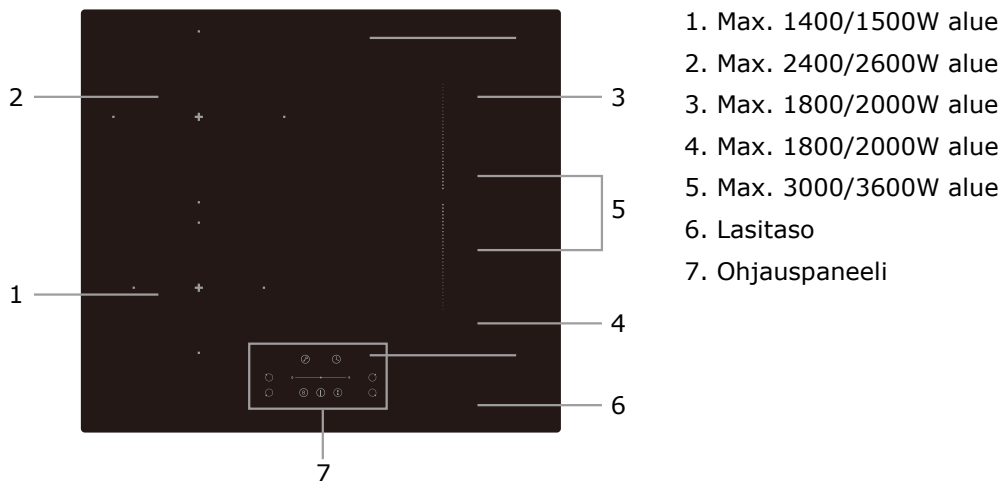 2
1
3
5
4
6
7
1. Max. 1400/1500W alue
2. Max. 2400/2600W alue
3. Max. 1800/2000W alue
4. Max. 1800/2000W alue
5. Max. 3000/3600W alue
6. Lasitaso
7. Ohjauspaneeli